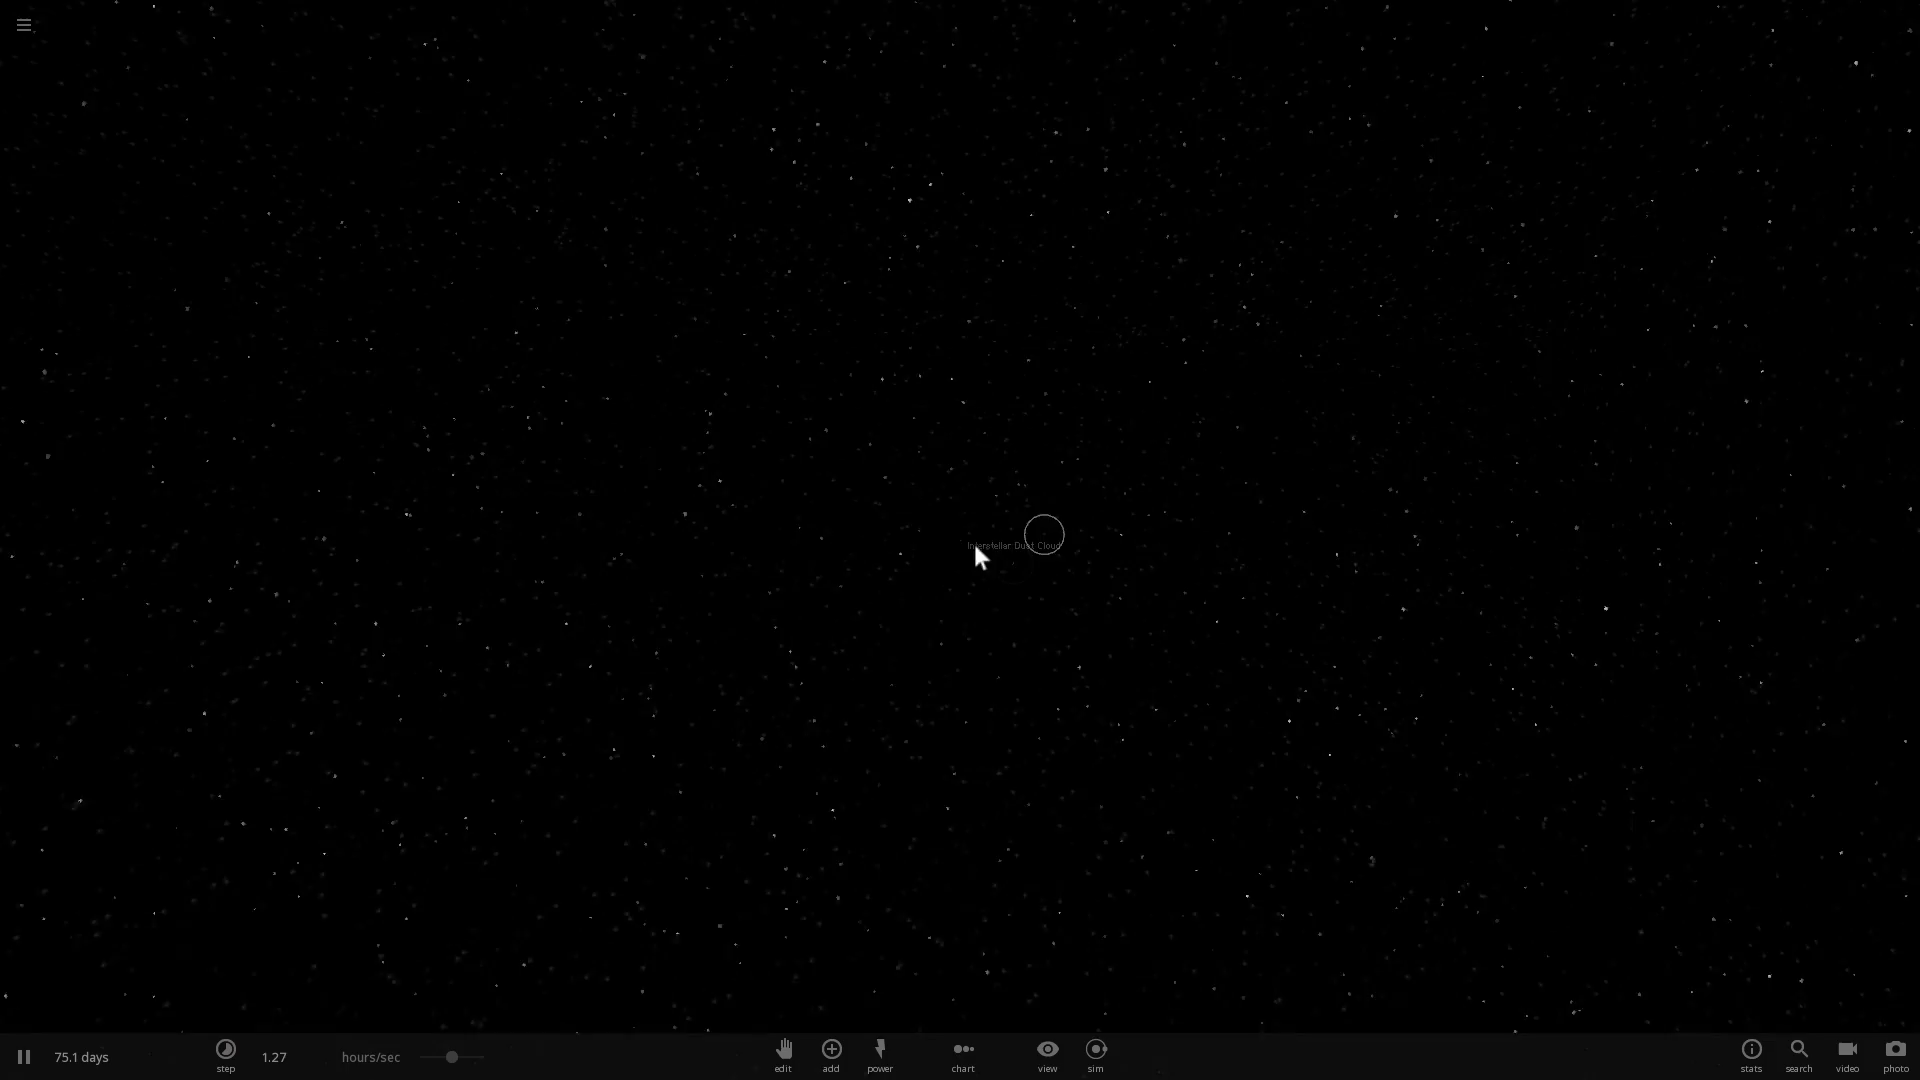 Interstellar Dust Cloud
75.1 days
step
1.27
hours/sec
edit
add
power
chart
view
sim
stats
search
video
photo